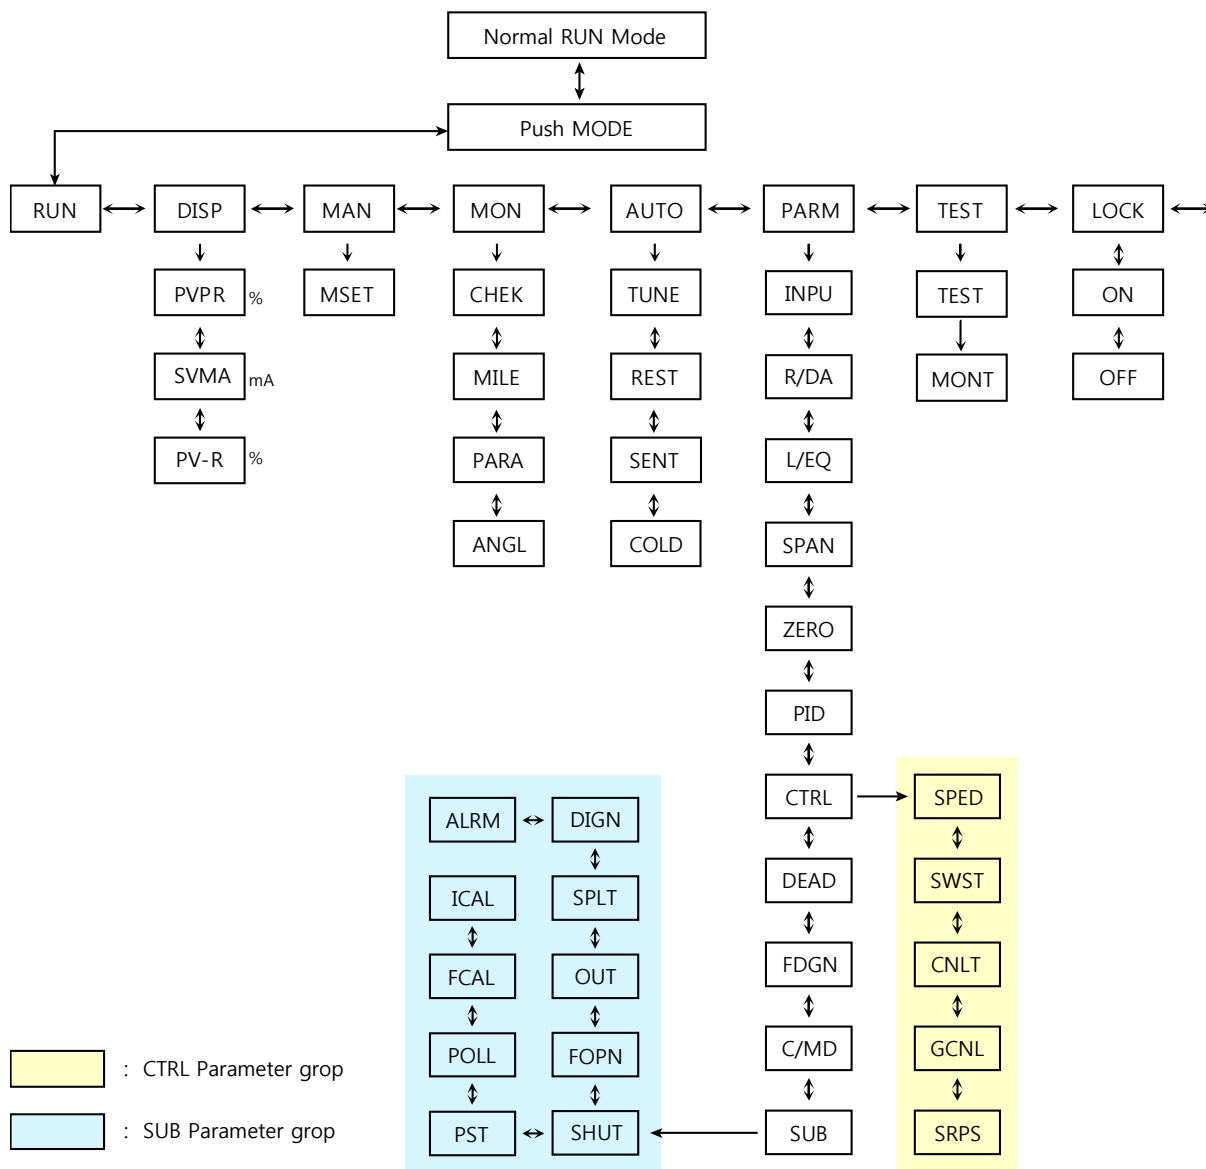 Normal RUN Mode
Push MODE
RUN DISP MAN MON AUTO PARM TEST LOCK
PVPR % MSET CHEK TUNE INPU TEST ON
SVMA mA MILE REST R/DA MONT OFF
PV-R % PARA SENT L/EQ
ANGL COLD SPAN
ZERO
PID
CTRL SPED
ALRM DIGN
DEAD SWST
ICAL SPLT
FCAL OUT FDGN CNLT
POLL FOPN C/MD GCNL
: CTRL Parameter grop
PST SHUT SUB SRPS
: SUB Parameter grop